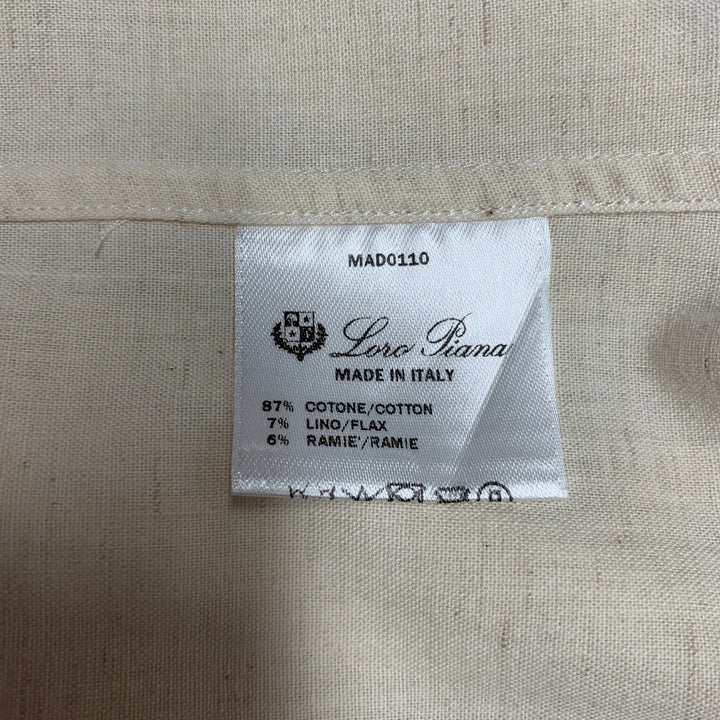 MAD0110
Loro Piana
MADE IN ITALY
87% COTONE/COTTON
7% LINO/FLAX
6% RAMIE'/RAMIE